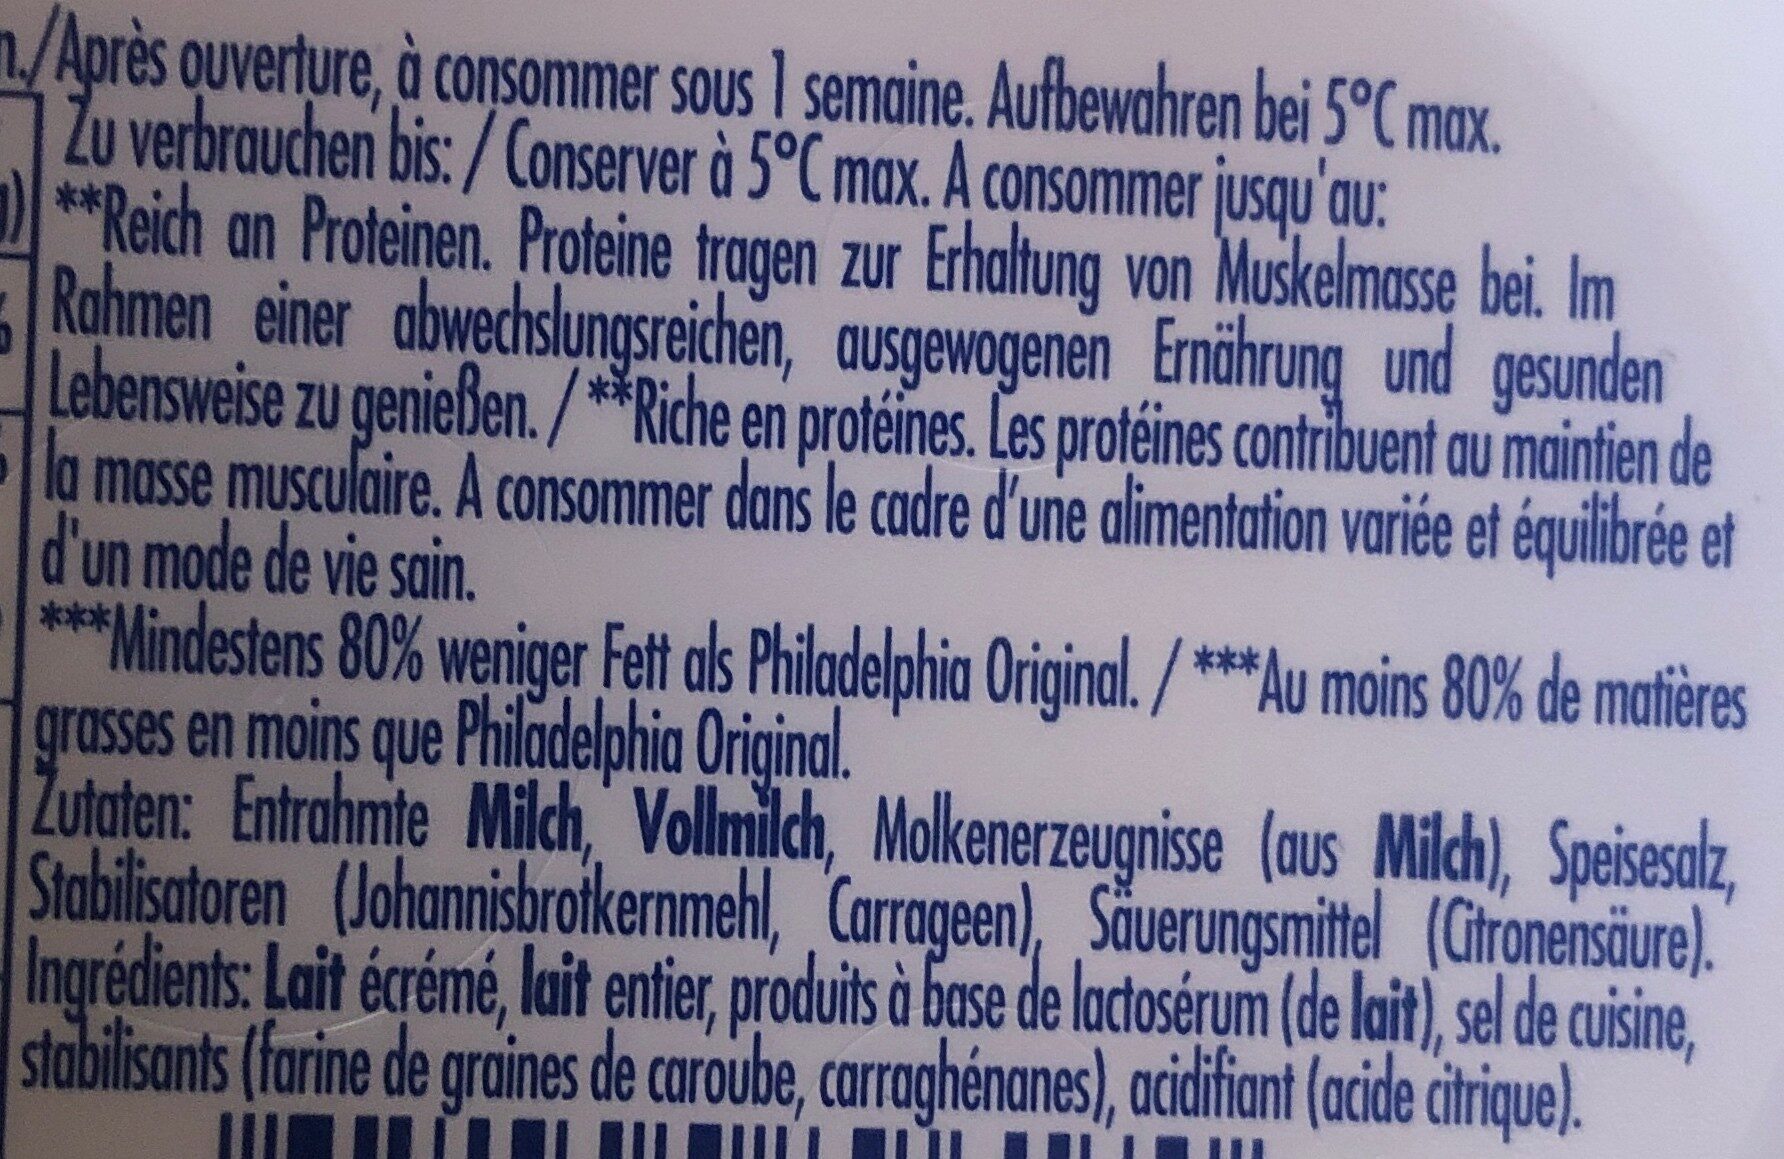 n./Après ouverture, à consommer sous 1 semaine. Aufbewahren bei 5°C max.
Zu verbrauchen bis: / Conserver à 5°C max. A consommer jusqu'au:
**Reich an Proteinen. Proteine tragen zur Erhaltung von Muskelmasse bei. Im
Rahmen einer abwechslungsreichen, ausgewogenen Ernährung und gesunden
Lebensweise zu genießen. / **Riche en protéines. Les protéines contribuent au maintien de
la masse musculaire. A consommer dans le cadre d'une alimentation variée et équilibrée et
d'un mode de vie sain.
***Mindestens 80% weniger Fett als Philadelphia Original. / ***Au moins 80% de matières
grasses en moins que Philadelphia Original.
Zutaten: Entrahmte Milch, Vollmilch, Molkenerzeugnisse (aus Milch), Speisesalz,
Stabilisatoren (Johannisbrotkernmehl, Carrageen), Säuerungsmittel (Citronensäure).
Ingrédients: Lait écrémé, lait entier, produits à base de lactosérum (de lait), sel de cuisine,
stabilisants (farine de graines de caroube, carraghénanes), acidifiant (acide citrique).